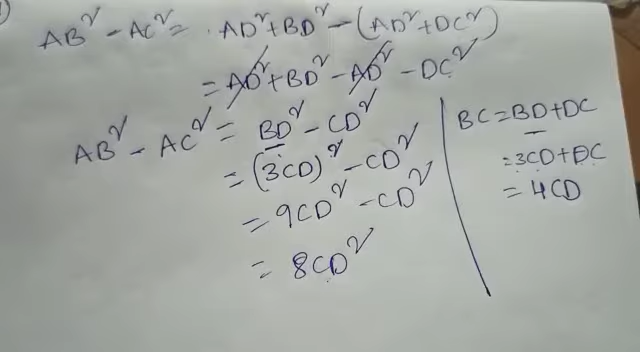 AB² - AC² = AD² + BD² - (AD² + DC²)
= AD² + BD² - AD² - DC²
AB² - AC² = BD² - CD²
= (3CD)² - CD²
= 9CD² - CD²
= 8CD²
BC = BD + DC
= 3CD + DC
= 4CD